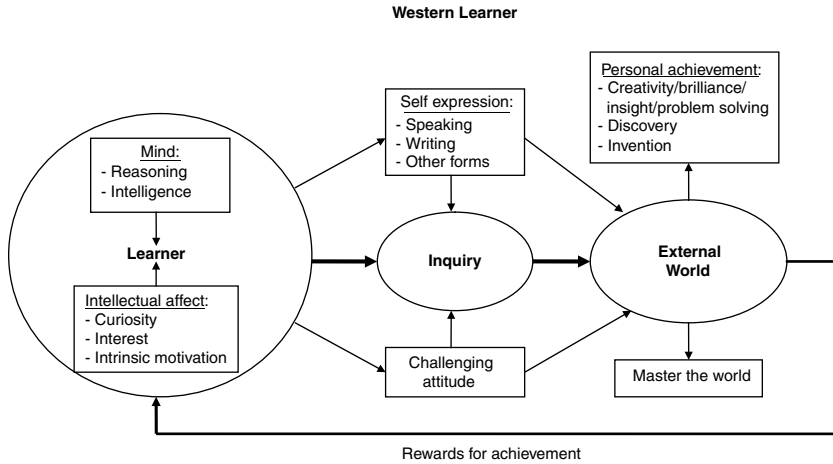 Western Learner
Mind:
- Reasoning
- Intelligence
Learner
Intellectual affect:
- Curiosity
- Interest
- Intrinsic motivation
Self expression:
- Speaking
- Writing
- Other forms
Inquiry
Challenging
attitude
Personal achievement:
- Creativity/brilliance/
insight/problem solving
- Discovery
- Invention
External
World
Master the world
Rewards for achievement